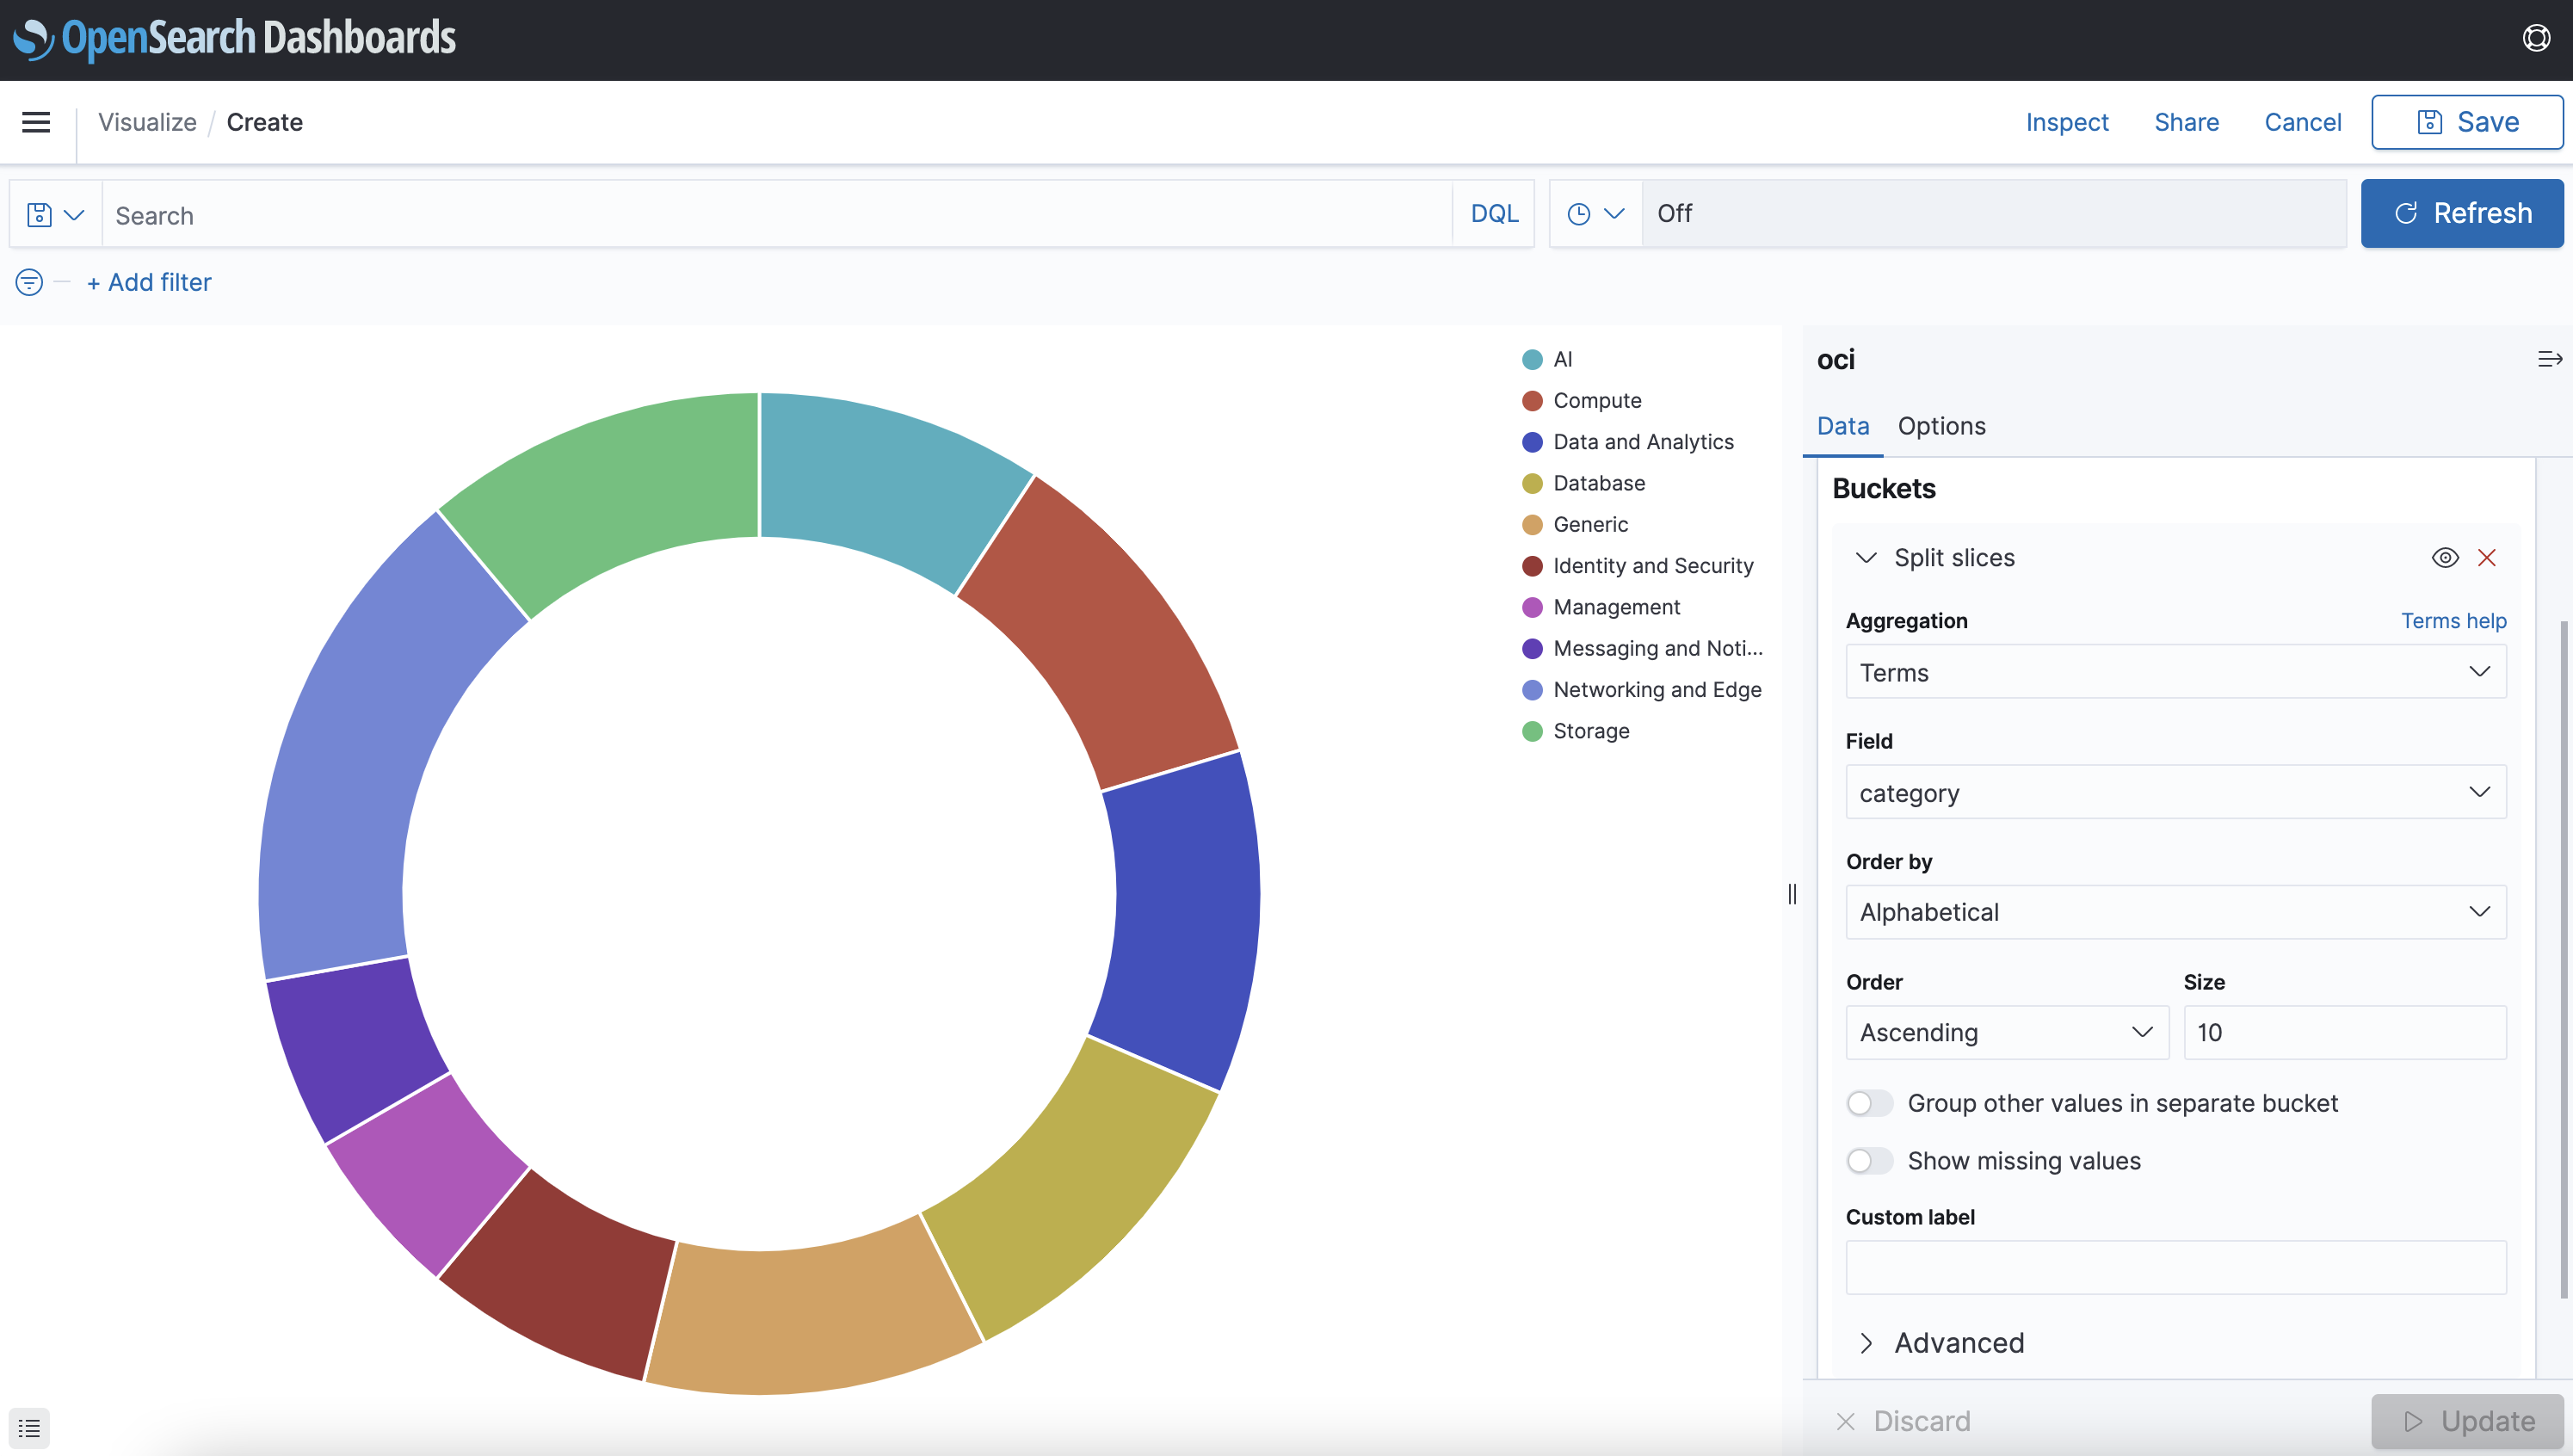 OpenSearch Dashboards
Visualize / Create
Inspect Share Cancel Save
Search DQL Off Refresh
+ Add filter
AI
Compute
Data and Analytics
Database
Generic
Identity and Security
Management
Messaging and Noti...
Networking and Edge
Storage
oci
Data Options
Buckets
Split slices
Aggregation Terms help
Terms
Field
category
Order by
Alphabetical
Order Size
Ascending 10
Group other values in separate bucket
Show missing values
Custom label
Advanced
Discard Update